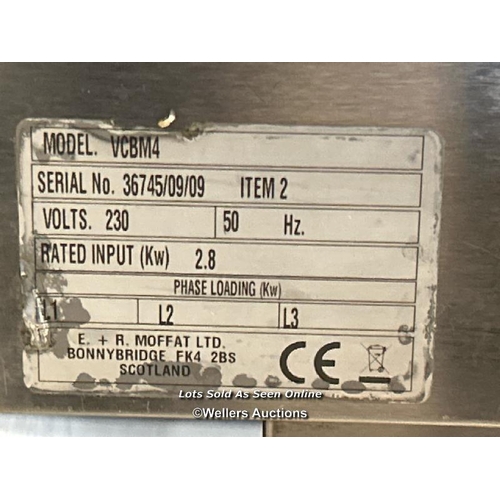 MODEL. VCBM4
SERIAL No. 36745/09/09 ITEM 2
VOLTS. 230 50 Hz.
RATED INPUT (Kw) 2.8
PHASE LOADING (Kw)
L1 L2 L3
E. + R. MOFFAT LTD.
BONNYBRIDGE FK4 2BS
SCOTLAND
CE
Lots Sold As Seen Online
©Wellers Auctions